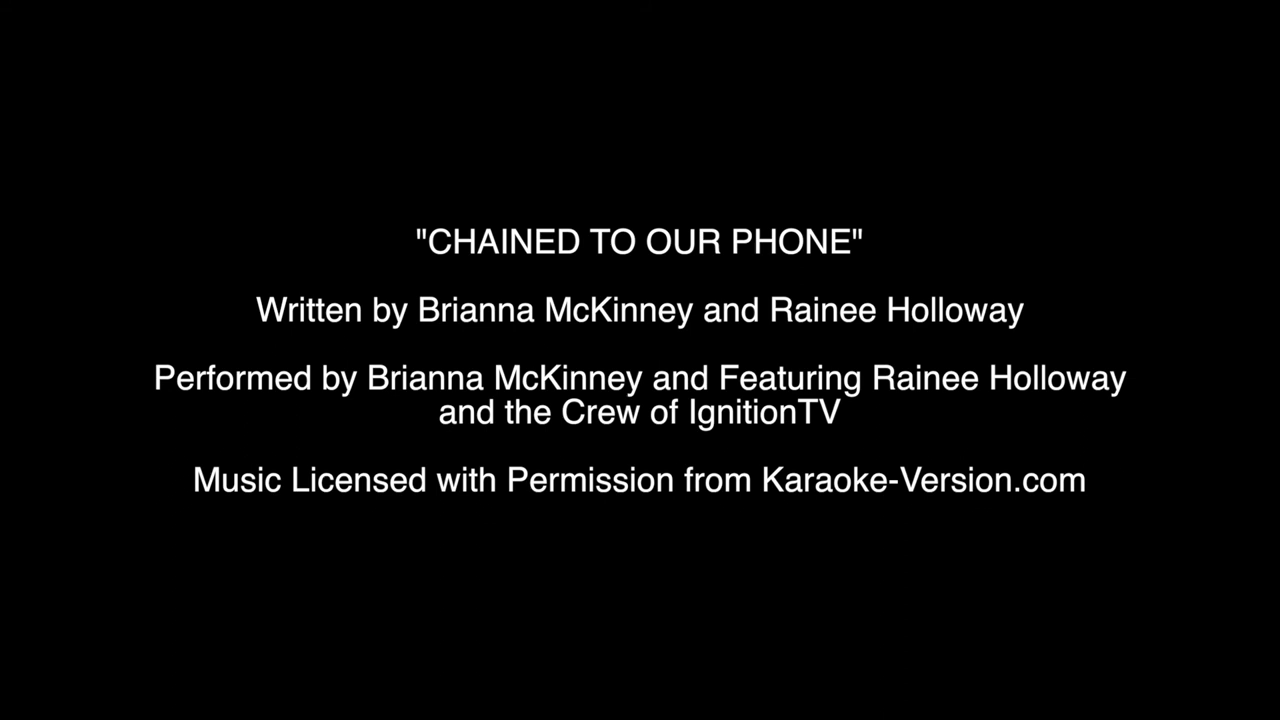 "CHAINED TO OUR PHONE"
Written by Brianna McKinney and Rainee Holloway
Performed by Brianna McKinney and Featuring Rainee Holloway
and the Crew of IgnitionTV
Music Licensed with Permission from Karaoke-Version.com